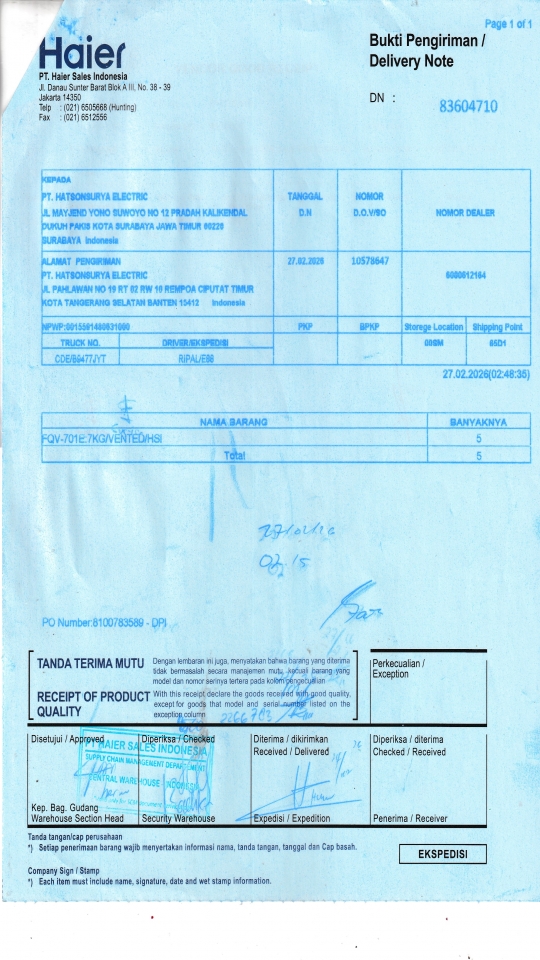 Page 1 of 1
Haier
Bukti Pengiriman /
Delivery Note
PT. Haier Sales Indonesia
Jl. Danau Sunter Barat Blok A III, No. 38 - 39
Jakarta 14350
Telp : (021) 6505668 (Hunting)
Fax : (021) 6512556
DN : 83604710
KEPADA
PT. HATSONSURYA ELECTRIC
JL MAYJEND YONO SUWOYO NO 12 PRADAH KALIKENDAL
DUKUH PAKIS KOTA SURABAYA JAWA TIMUR 60226
SURABAYA Indonesia
TANGGAL D.N
NOMOR D.O.V/SO
NOMOR DEALER
ALAMAT PENGIRIMAN
PT. HATSONSURYA ELECTRIC
JL PAHLAWAN NO 19 RT 02 RW 10 REMPOA CIPUTAT TIMUR
KOTA TANGERANG SELATAN BANTEN 15412 Indonesia
27.02.2026
10578647
PKP
BPKP
Storege Location
Shipping Point
TRUCK NO.
DRIVER/EKSPEDISI
65D1
CDE/B9477JYT
RIPAL/E88
27.02.2026(02:48:35)
NAMA BARANG
BANYAKNYA
FQV-701E:7KG/VENTED/HSI
5
Total
5
02.15
PO Number:8100783589 - DPI
TANDA TERIMA MUTU
Dengan lembaran ini juga, menyatakan bahwa barang yang diterima
tidak bermasalah secara manajemen mutu, kecuali barang yang
model dan nomor serinya tertera pada kolom pengecualian
RECEIPT OF PRODUCT
QUALITY
With this receipt declare the goods received with good quality,
except for goods that model and serial number listed on the
exception column
Perkecualian /
Exception
Disetujui / Approved
Diperiksa / Checked
Diterima / dikirimkan
Received / Delivered
Diperiksa / diterima
Checked / Received
PT HAIER SALES INDONESIA
SUPPLY CHAIN MANAGEMENT DEPARTMENT
CENTRAL WAREHOUSE - INDONESIA
Kep. Bag. Gudang
Warehouse Section Head
Security Warehouse
Expedisi / Expedition
Penerima / Receiver
Tanda tangan/cap perusahaan
*) Setiap penerimaan barang wajib menyertakan informasi nama, tanda tangan, tanggal dan Cap basah.
EKSPEDISI
Company Sign / Stamp
*) Each item must include name, signature, date and wet stamp information.